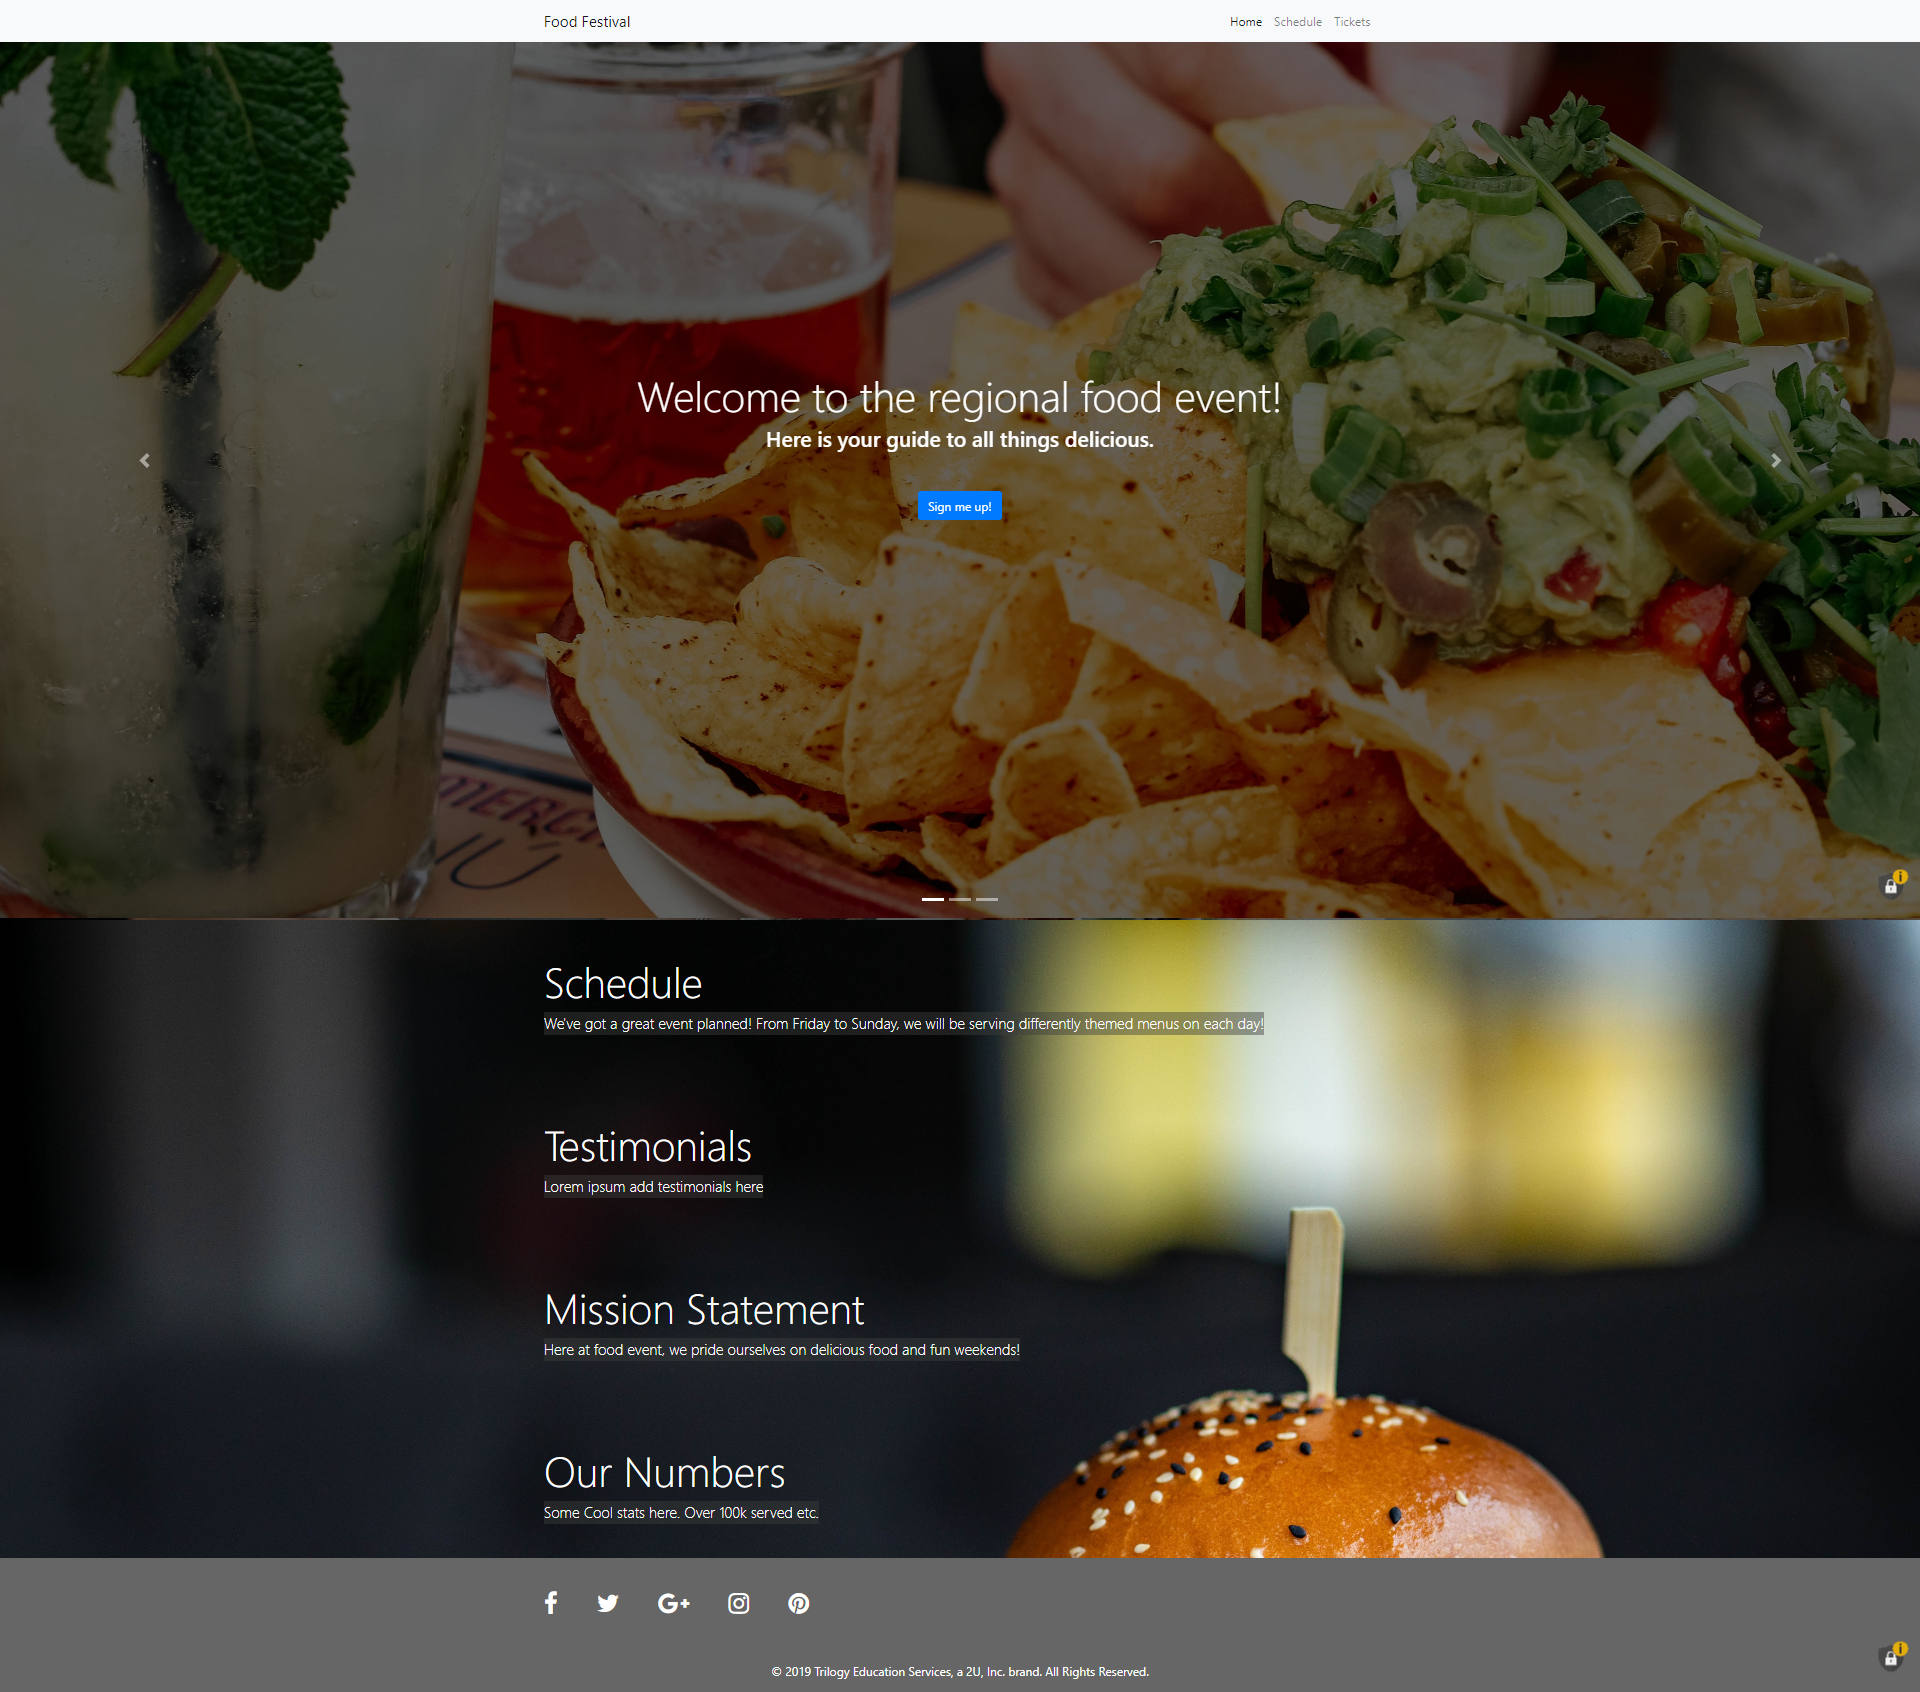 Food Festival
Home Schedule Tickets
Welcome to the regional food event!
Here is your guide to all things delicious.
Sign me up!
Schedule
We've got a great event planned! From Friday to Sunday, we will be serving differently themed menus on each day!
Testimonials
Lorem ipsum add testimonials here
Mission Statement
Here at food event, we pride ourselves on delicious food and fun weekends!
Our Numbers
Some Cool stats here. Over 100k served etc.
© 2019 Trilogy Education Services, a 2U, Inc. brand. All Rights Reserved.